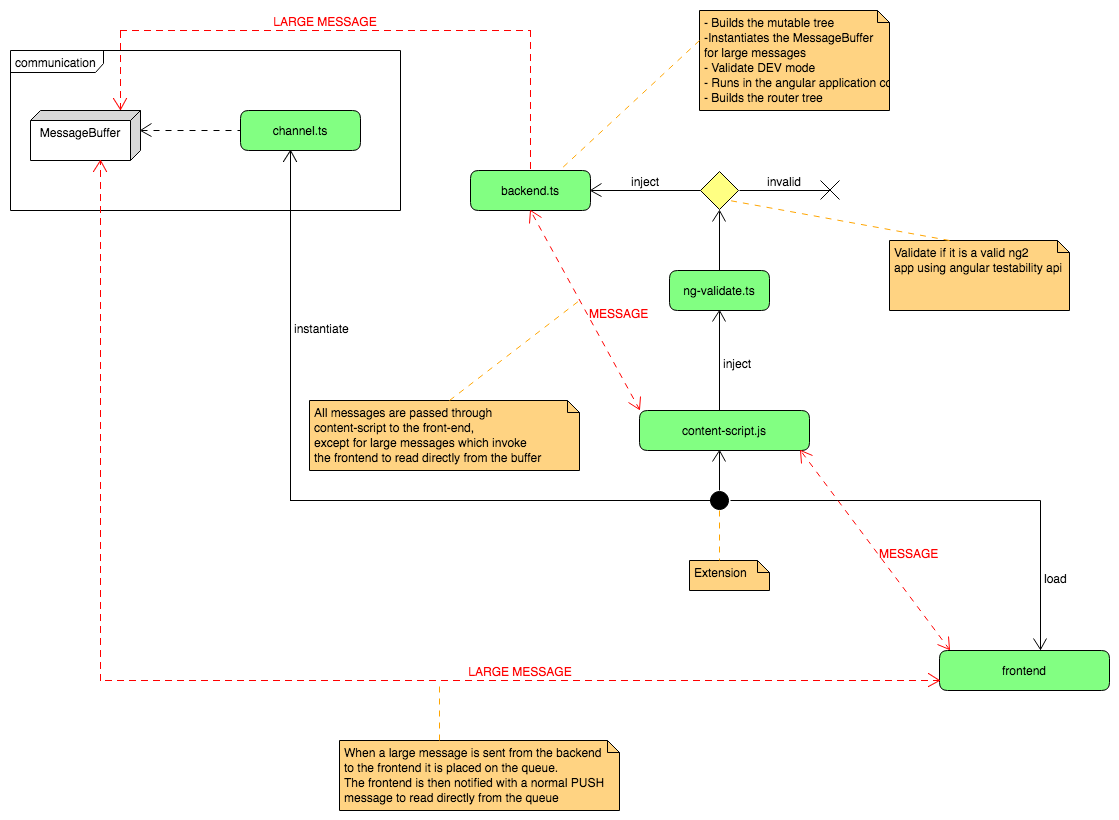 LARGE MESSAGE
- Builds the mutable tree
-Instantiates the MessageBuffer
for large messages
- Validate DEV mode
- Runs in the angular application
- Builds the router tree
communication
MessageBuffer
channel.ts
backend.ts
inject
invalid
Validate if it is a valid ng2
app using angular testability api
ng-validate.ts
MESSAGE
instantiate
inject
All messages are passed through
content-script to the front-end,
except for large messages which invoke
the frontend to read directly from the buffer
content-script.js
MESSAGE
Extension
load
LARGE MESSAGE
frontend
When a large message is sent from the backend
to the frontend it is placed on the queue.
The frontend is then notified with a normal PUSH
message to read directly from the queue